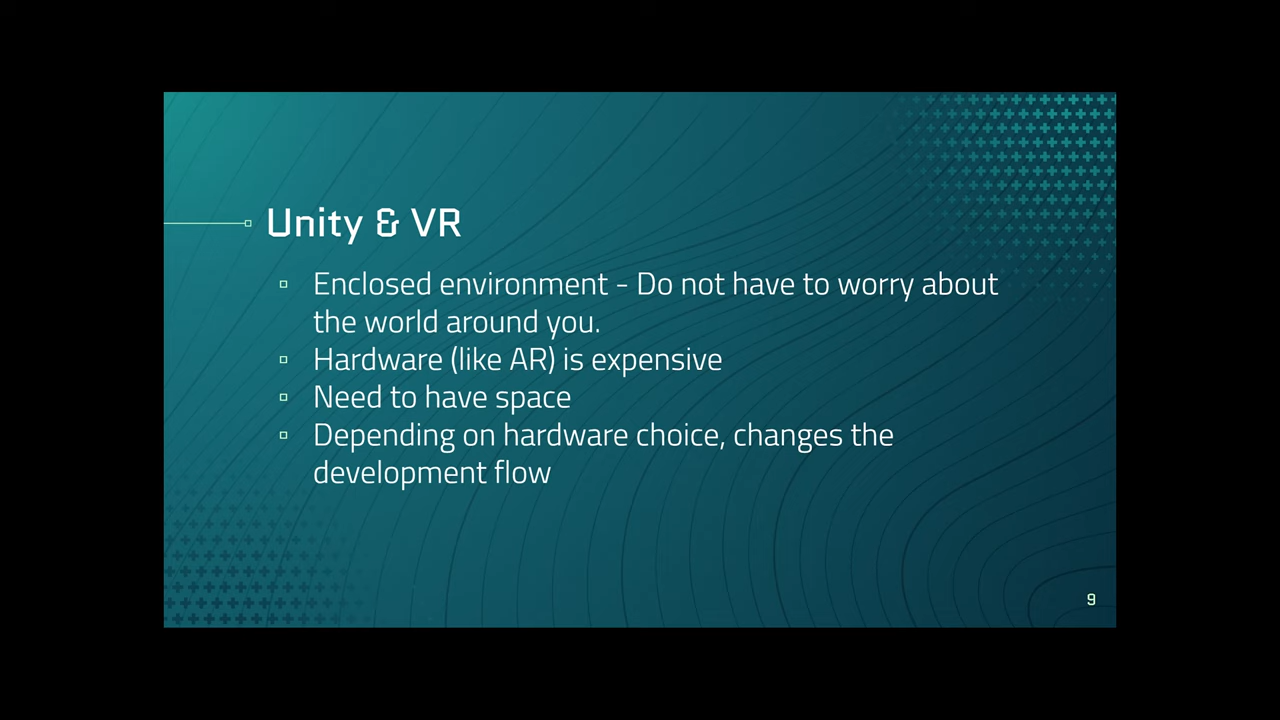 Unity & VR
Enclosed environment - Do not have to worry about
the world around you.
Hardware (like AR) is expensive
Need to have space
Depending on hardware choice, changes the
development flow
9